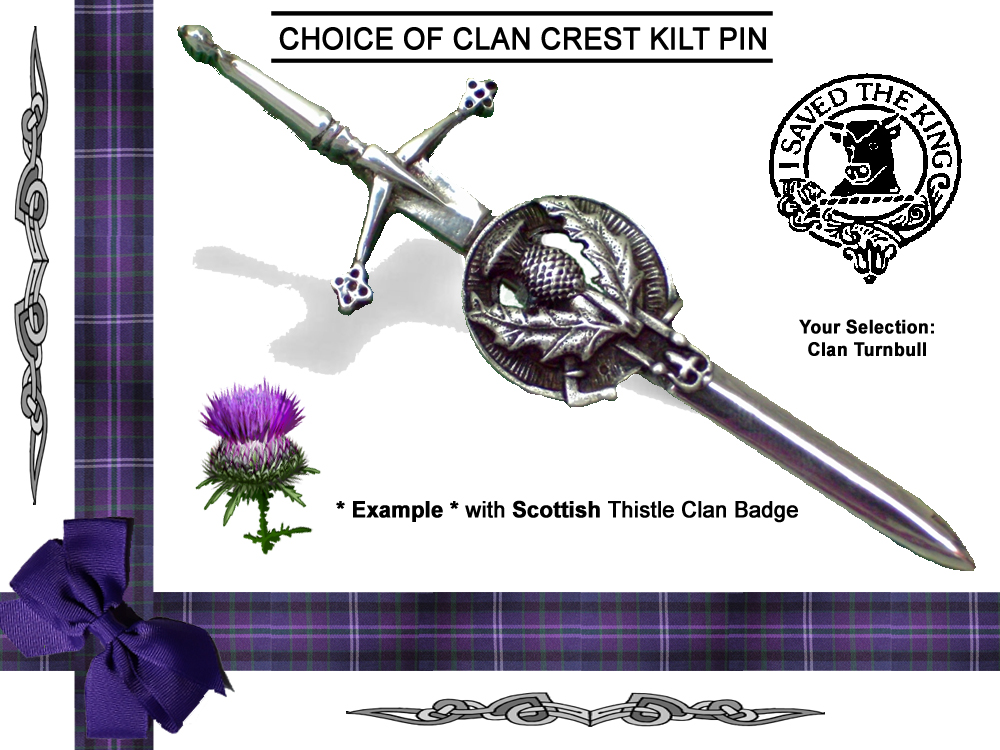 CHOICE OF CLAN CREST KILT PIN
I SAVED THE KING
Your Selection:
Clan Turnbull
* Example * with Scottish Thistle Clan Badge